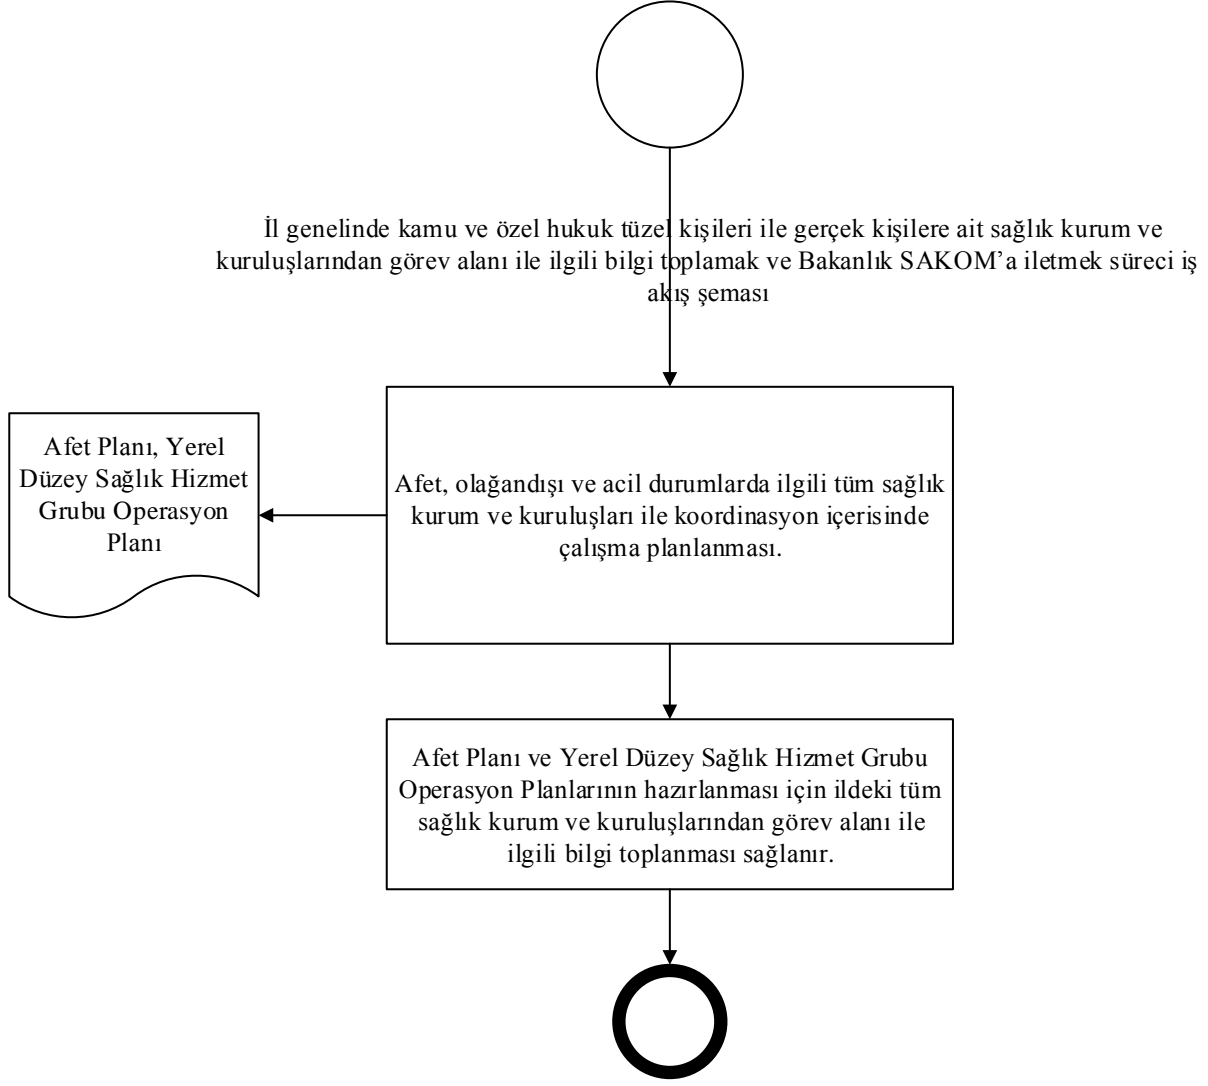 İl genelinde kamu ve özel hukuk tüzel kişileri ile gerçek kişilere ait sağlık kurum ve
kuruluşlarından görev alanı ile ilgili bilgi toplamak ve Bakanlık SAKOM’a iletmek süreci iş
akış şeması
Afet Planı, Yerel
Düzey Sağlık Hizmet
Grubu Operasyon
Planı
Afet, olağandışı ve acil durumlarda ilgili tüm sağlık
kurum ve kuruluşları ile koordinasyon içerisinde
çalışma planlanması.
Afet Planı ve Yerel Düzey Sağlık Hizmet Grubu
Operasyon Planlarının hazırlanması için ildeki tüm
sağlık kurum ve kuruluşlarından görev alanı ile
ilgili bilgi toplanması sağlanır.